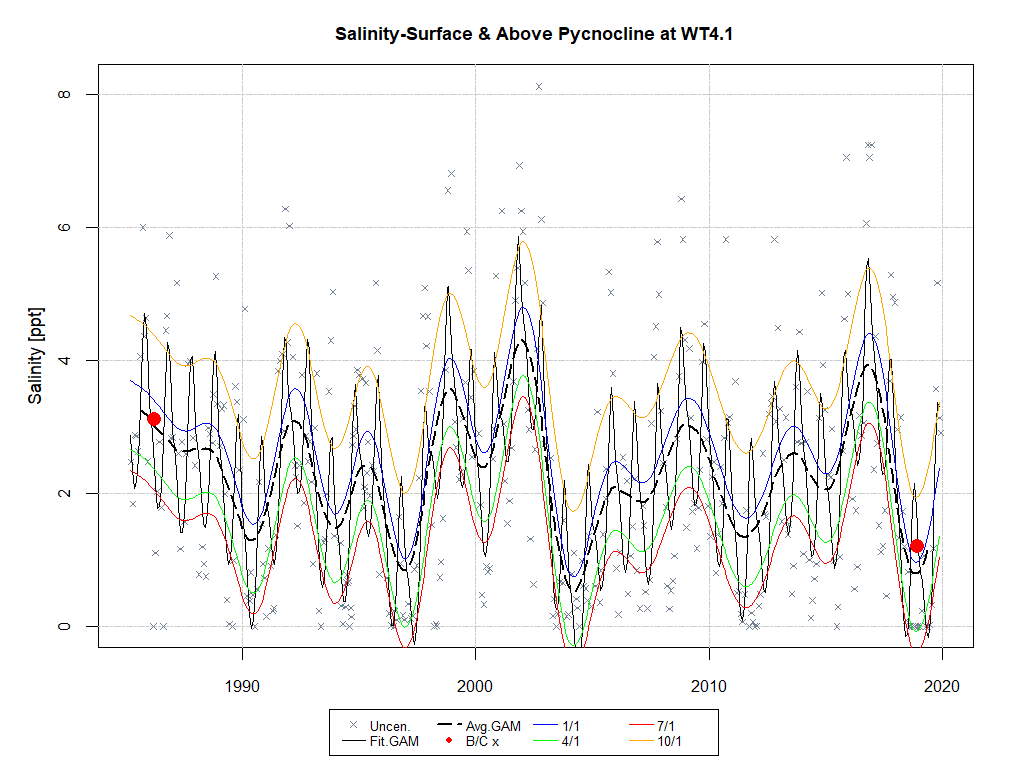 Salinity-Surface & Above Pycnocline at WT4.1
Salinity [ppt]
8
6
4
2
0
1990 2000 2010 2020
Uncen. Avg.GAM 1/1 7/1
Fit.GAM B/C x 4/1 10/1